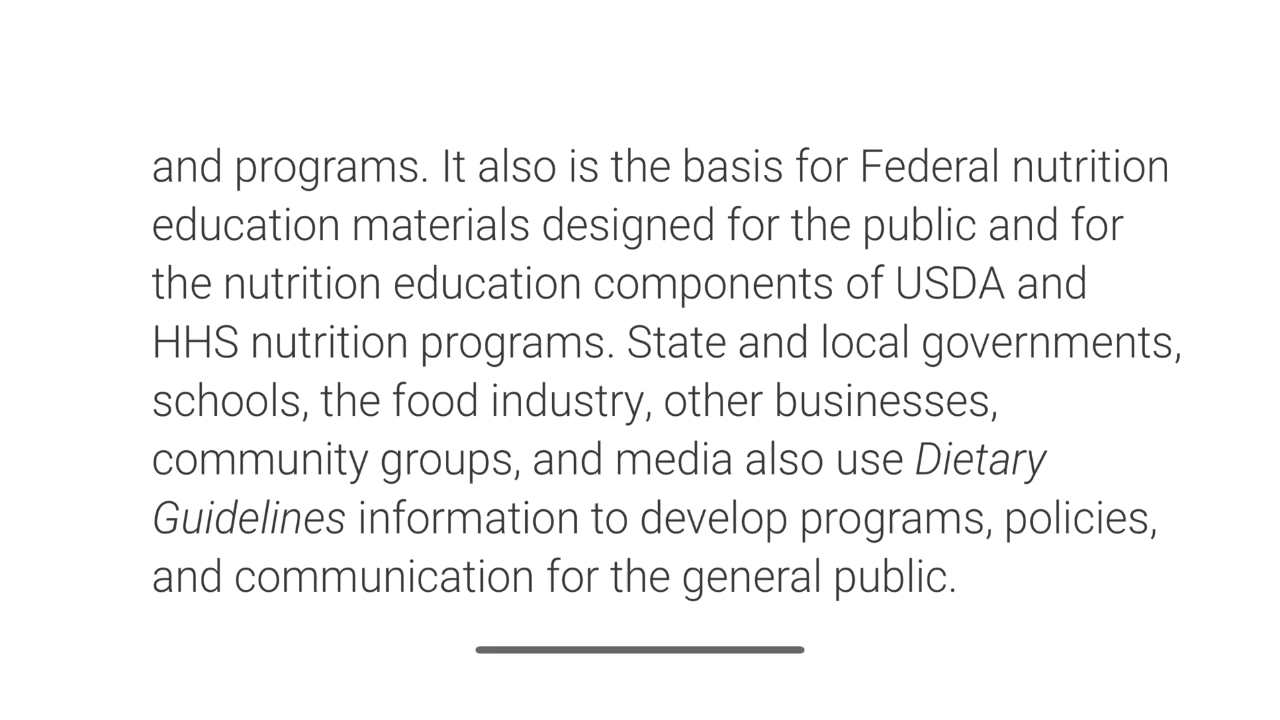 and programs. It also is the basis for Federal nutrition
education materials designed for the public and for
the nutrition education components of USDA and
HHS nutrition programs. State and local governments,
schools, the food industry, other businesses,
community groups, and media also use Dietary
Guidelines information to develop programs, policies,
and communication for the general public.